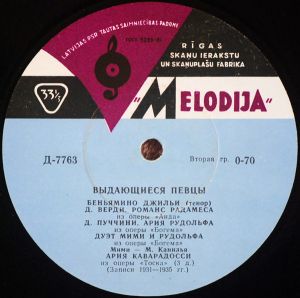 LATVIJAS PSR TAUTAS SAIMNIECĪBAS PADOME
RĪGAS
SKAŅU IERAKSTU
UN SKAŅUPLAŠU FABRIKA
33⅓
"MELODIJA"
Д-7763
Вторая гр. 0-70
ВЫДАЮЩИЕСЯ ПЕВЦЫ
БЕНЬЯМИНО ДЖИЛЬИ (тенор)
Д. ВЕРДИ. РОМАНС РАДАМЕСА
из оперы «Аида»
Д. ПУЧЧИНИ. АРИЯ РУДОЛЬФА
из оперы «Богема»
ДУЭТ МИМИ И РУДОЛЬФА
из оперы «Богема»
Мими — М. Канилья
АРИЯ КАВАРАДОССИ
из оперы «Тоска» (3 д.)
(Записи 1931—1935 гг.)